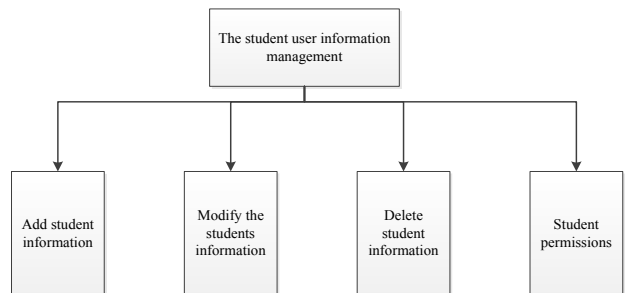 The student user information
management
Add student
information
Modify the
students
information
Delete
student
information
Student
permissions